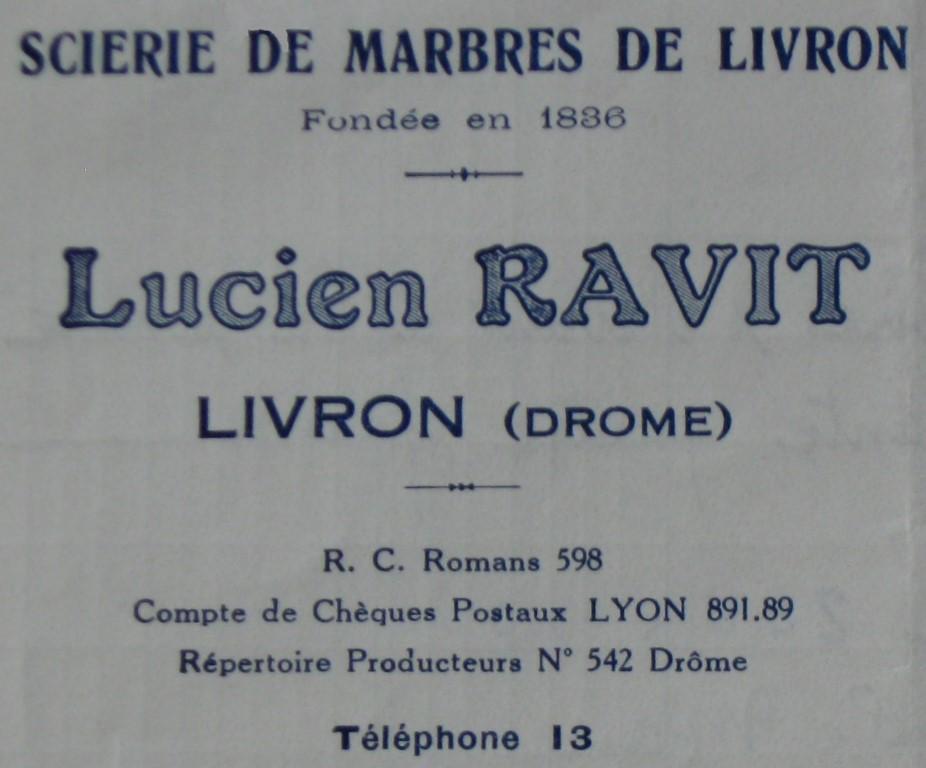 SCIERIE DE MARBRES DE LIVRON
Fondée en 1836
Lucien RAVIT
LIVRON (DROME)
R. C. Romans 598
Compte de Chèques Postaux LYON 891.89
Répertoire Producteurs N° 542 Drôme
Téléphone 13